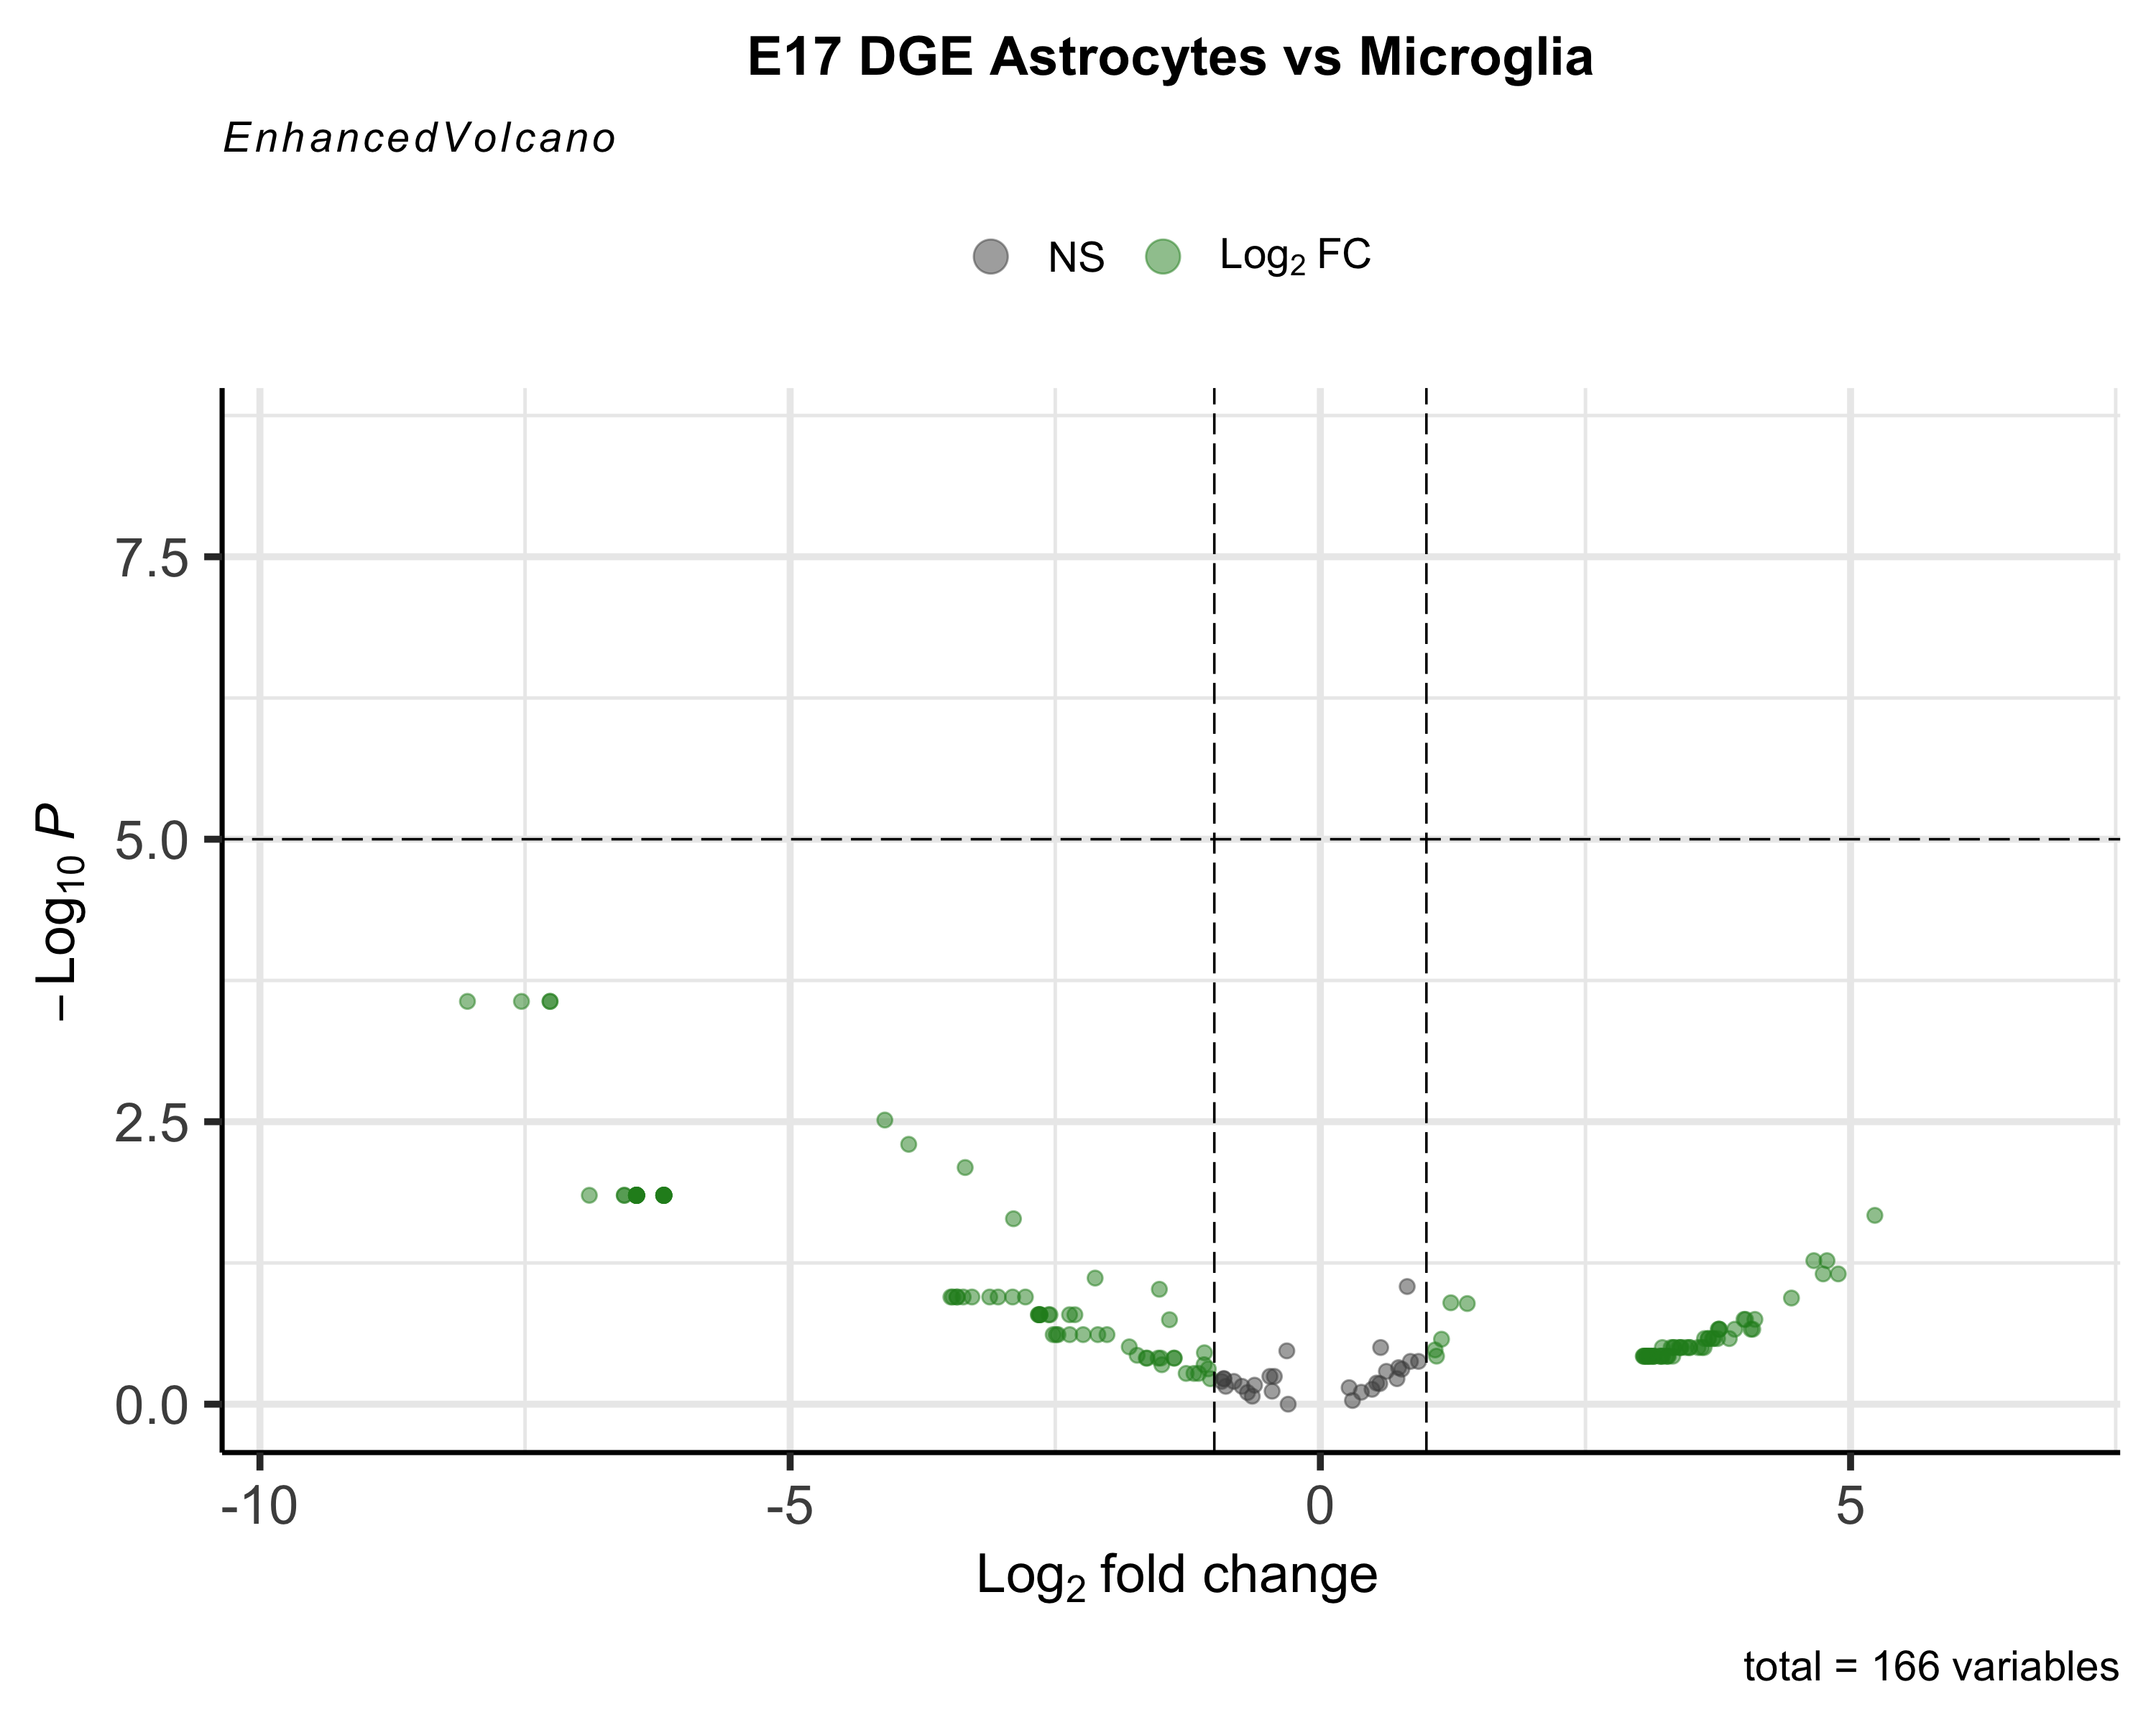 E17 DGE Astrocytes vs Microglia
EnhancedVolcano
NS Log₂ FC
−Log₁₀ P
7.5
5.0
2.5
0.0
-10 -5 0 5
Log₂ fold change
total = 166 variables